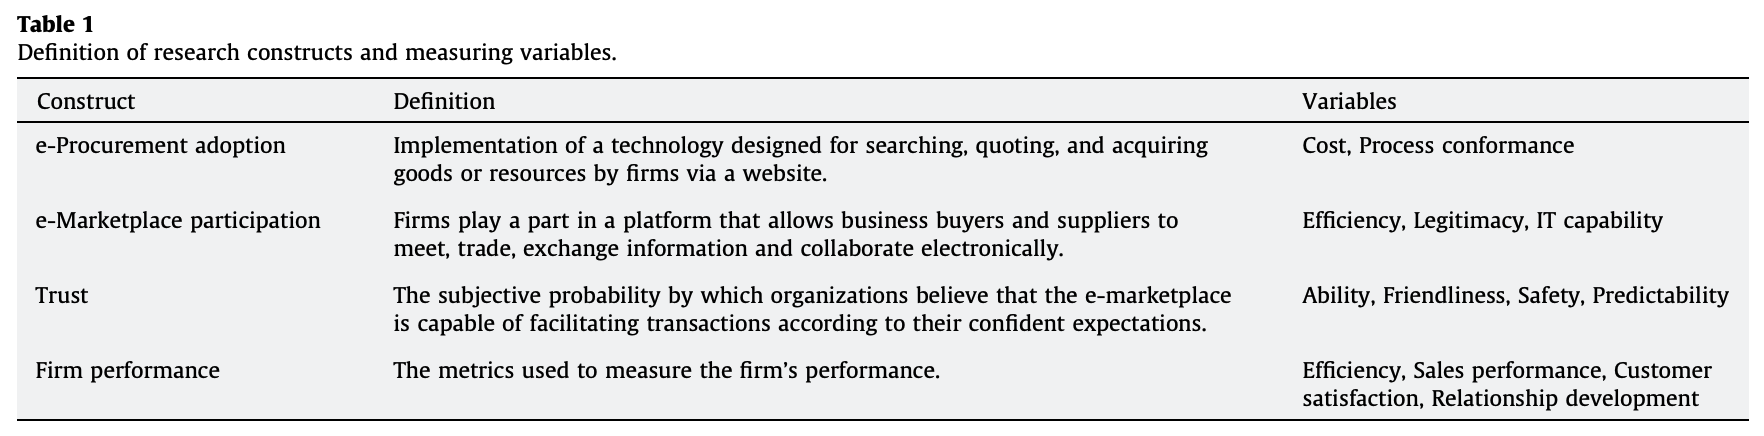 Table 1
Definition of research constructs and measuring variables.
Construct Definition Variables
e-Procurement adoption Implementation of a technology designed for searching, quoting, and acquiring Cost, Process conformance
goods or resources by firms via a website.
e-Marketplace participation Firms play a part in a platform that allows business buyers and suppliers to Efficiency, Legitimacy, IT capability
meet, trade, exchange information and collaborate electronically.
Trust The subjective probability by which organizations believe that the e-marketplace Ability, Friendliness, Safety, Predictability
is capable of facilitating transactions according to their confident expectations.
Firm performance The metrics used to measure the firm's performance. Efficiency, Sales performance, Customer
satisfaction, Relationship development